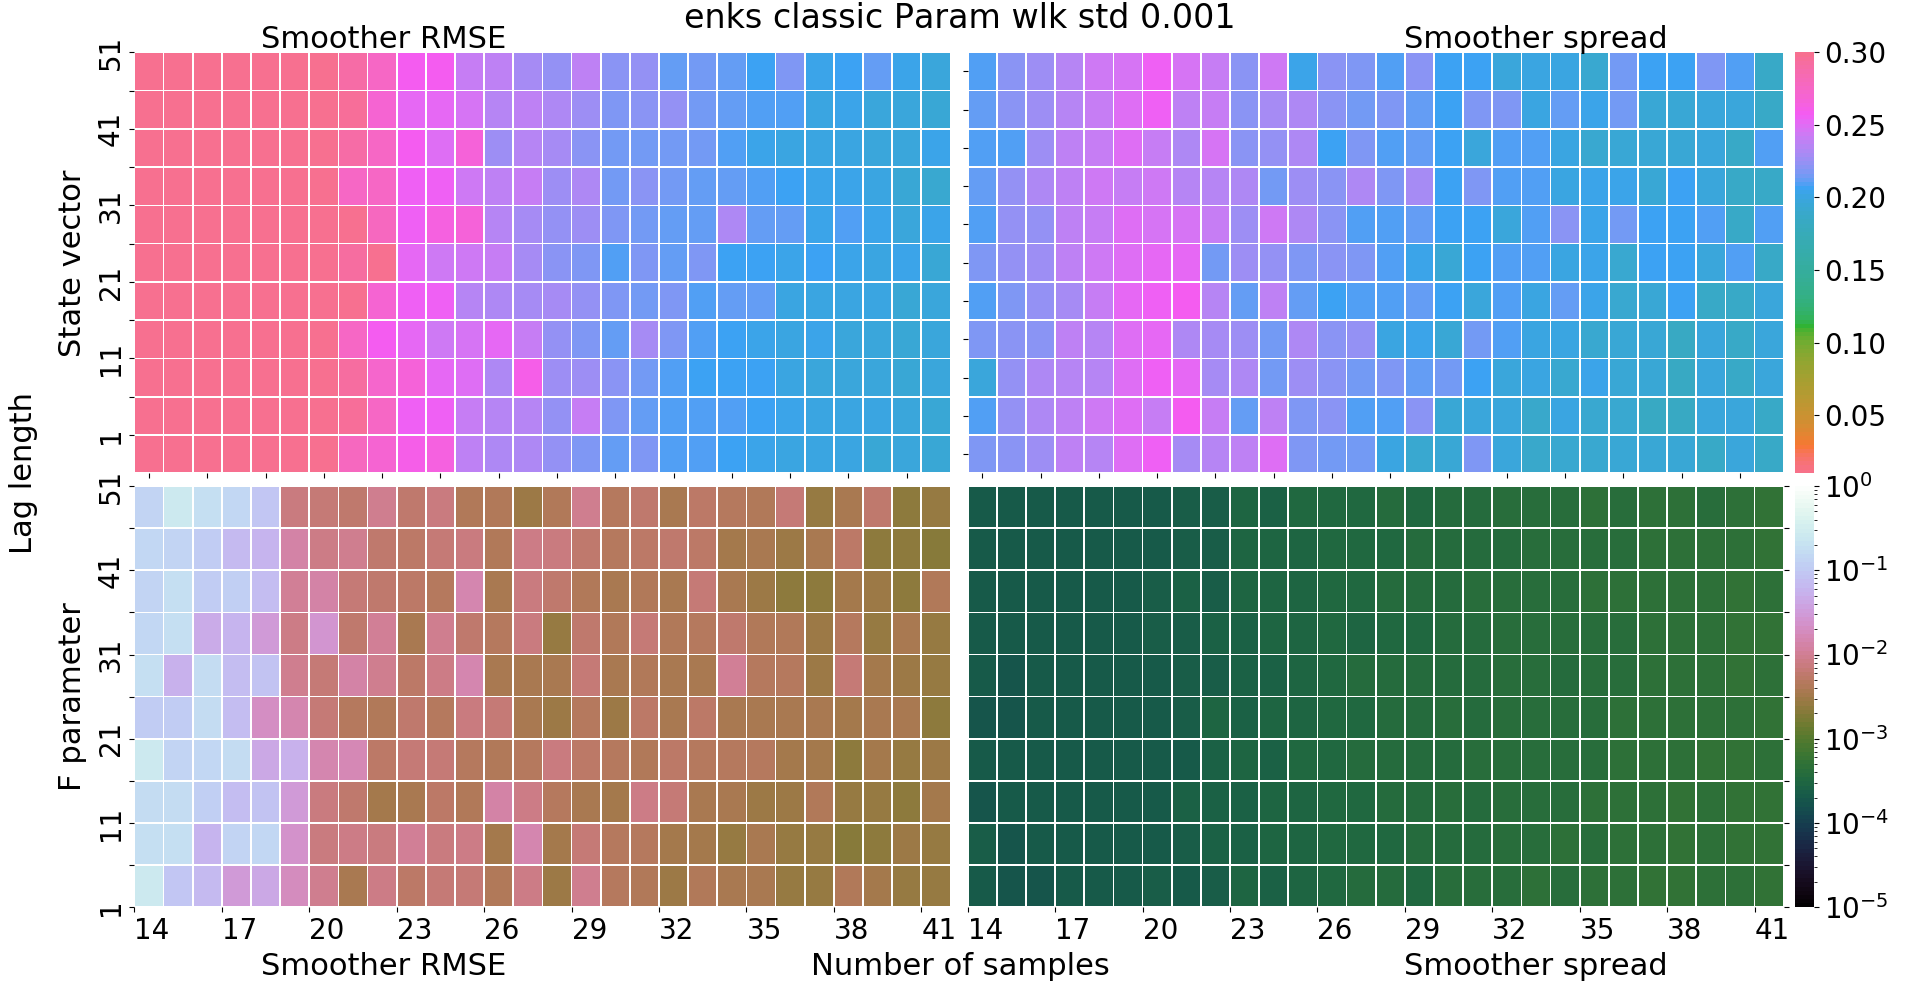 enks classic Param wlk std 0.001
Smoother RMSE
Smoother spread
Lag length
State vector
51
41
31
21
11
1
0.30
0.25
0.20
0.15
0.10
0.05
F parameter
51
41
31
21
11
1
10⁰
10⁻¹
10⁻²
10⁻³
10⁻⁴
10⁻⁵
14 17 20 23 26 29 32 35 38 41
14 17 20 23 26 29 32 35 38 41
Smoother RMSE
Number of samples
Smoother spread